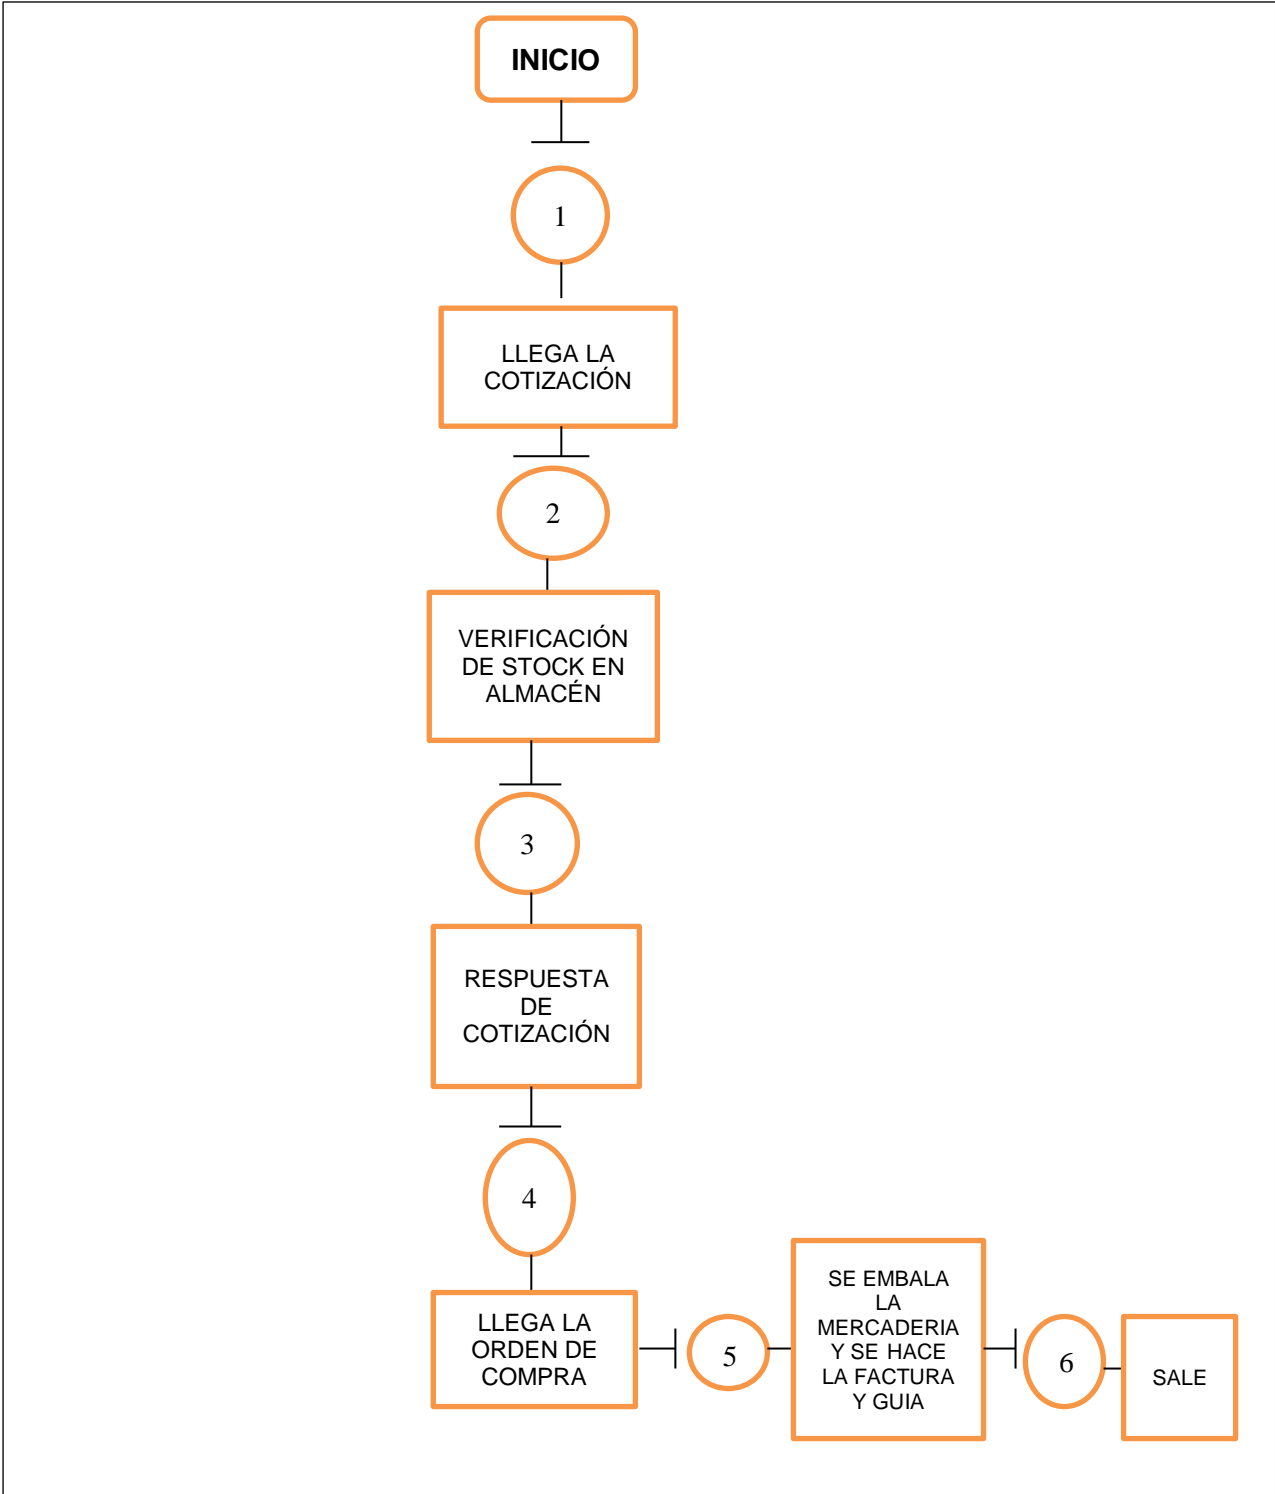 INICIO
1
LLEGA LA
COTIZACIÓN
2
VERIFICACIÓN
DE STOCK EN
ALMACÉN
3
RESPUESTA
DE
COTIZACIÓN
4
LLEGA LA
ORDEN DE
COMPRA
5
SE EMBALA
LA
MERCADERIA
Y SE HACE
LA FACTURA
Y GUIA
6
SALE